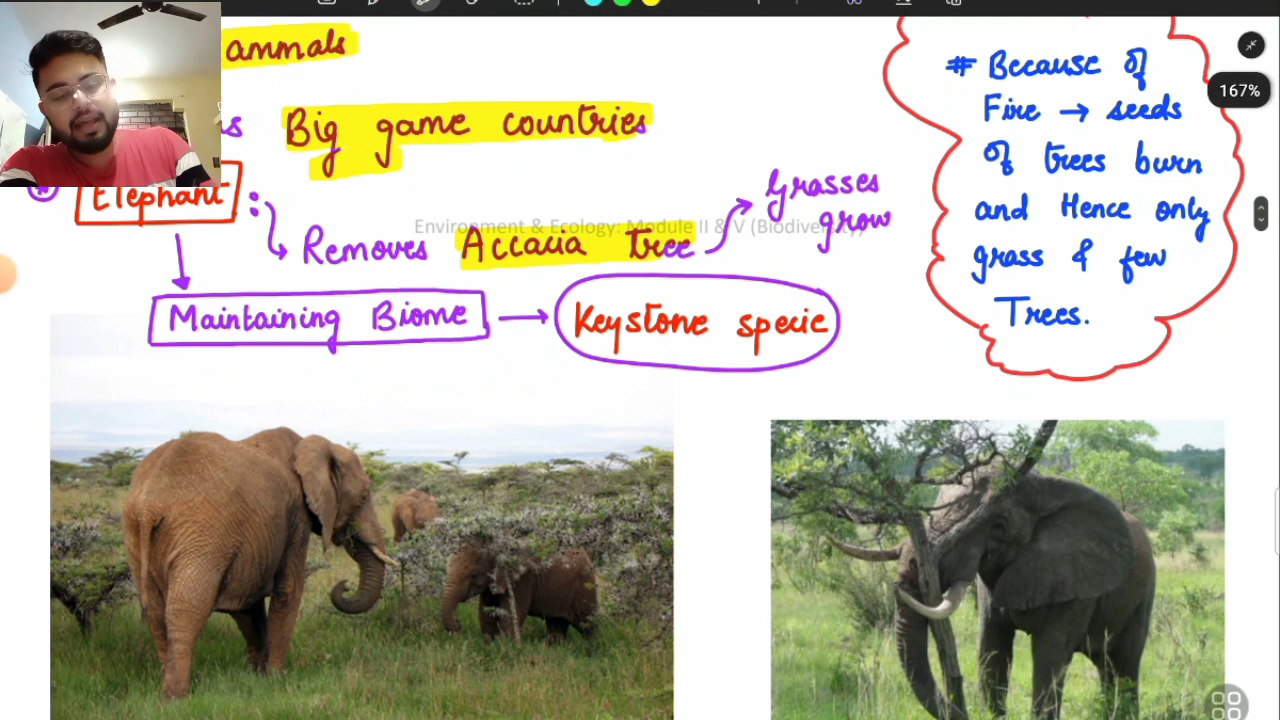 ammals
Big game countries
Elephant :
Removes Accacia tree
Grasses
grow
Environment & Ecology: Module II & V (Biodiversity)
Maintaining Biome → Keystone specie
# Because of
Fire → seeds
of trees burn
and Hence only
grass & few
Trees.
167%